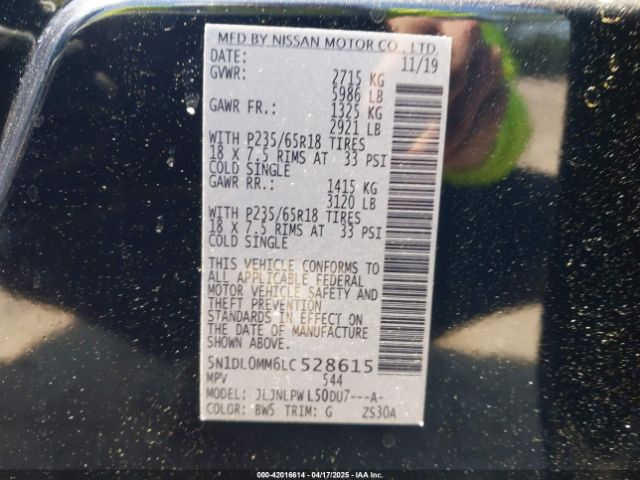 MFD BY NISSAN MOTOR CO., LTD.
DATE: 11/19
GVWR: 2715 KG
5986 LB
GAWR FR.: 1325 KG
2921 LB
WITH P235/65R18 TIRES
18 X 7.5 RIMS AT 33 PSI
COLD SINGLE
GAWR RR.: 1415 KG
3120 LB
WITH P235/65R18 TIRES
18 X 7.5 RIMS AT 33 PSI
COLD SINGLE
THIS VEHICLE CONFORMS TO
ALL APPLICABLE FEDERAL
MOTOR VEHICLE SAFETY AND
THEFT PREVENTION
STANDARDS IN EFFECT ON
THE DATE OF MANUFACTURE
SHOWN ABOVE.
5N1DL0MM6LC528615
MPV 544
MODEL: JLJNLPW L50DU7---A-
COLOR: BW5 TRIM: G ZS30A
000-42016614 - 04/17/2025 - IAAI.COM